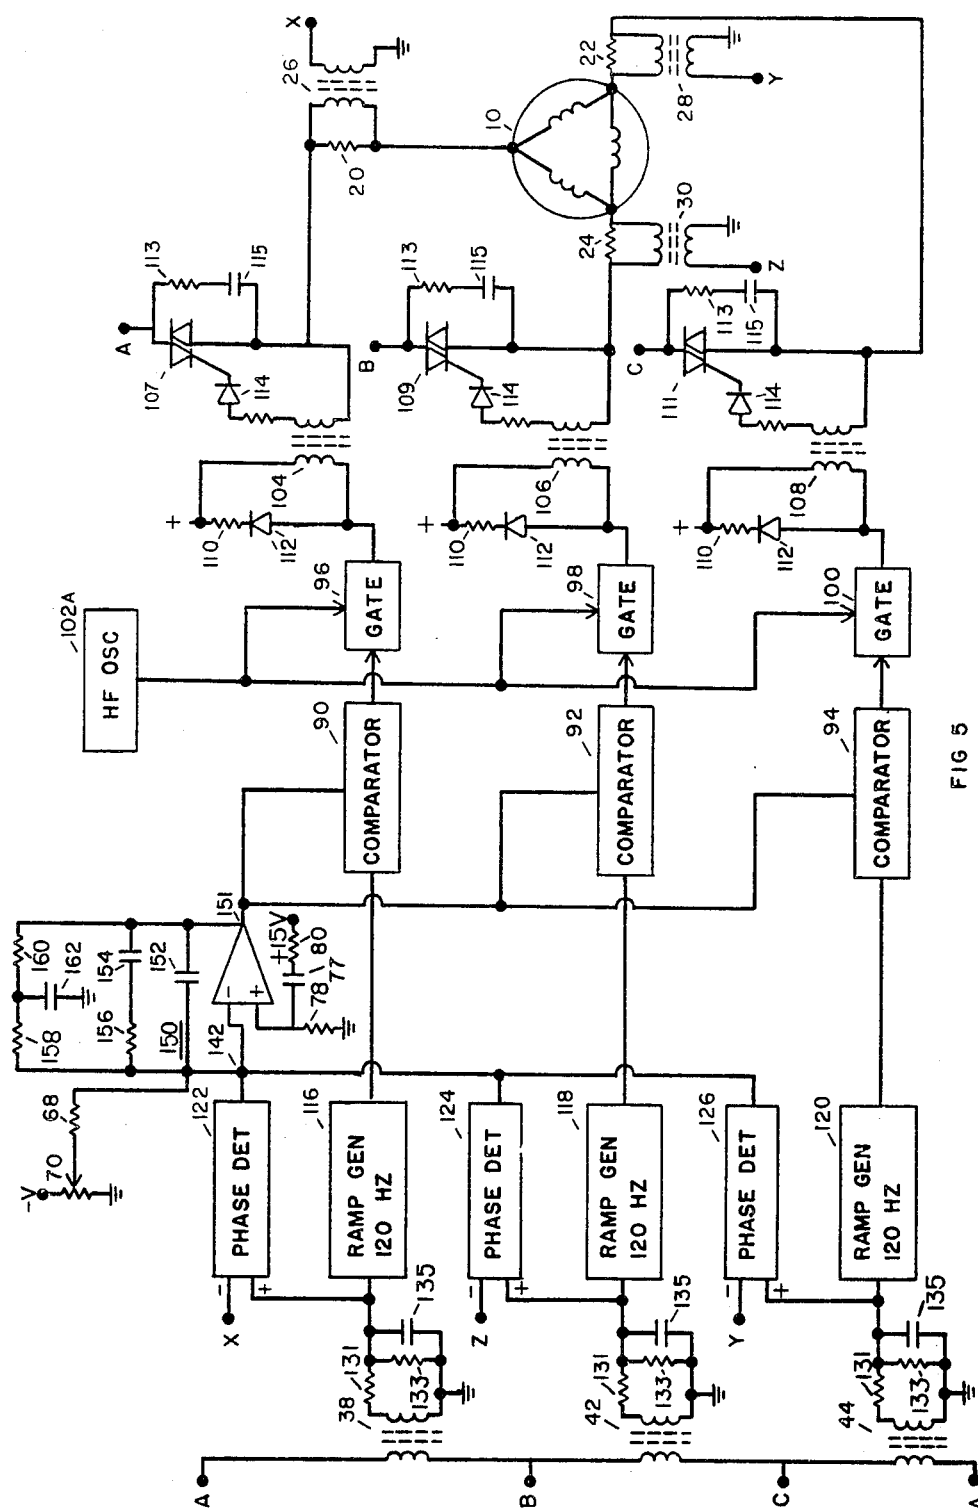 A
B
C
A
38
131
133
135
X
-
+
PHASE DET
122
RAMP GEN
120 HZ
116
-V
70
68
158
160
162
156
154
150
152
142
151
-
+
+15V
80
77
78
42
131
133
135
Z
-
+
PHASE DET
124
RAMP GEN
120 HZ
118
44
131
133
135
Y
-
+
PHASE DET
126
RAMP GEN
120 HZ
120
COMPARATOR
90
COMPARATOR
92
COMPARATOR
94
HF OSC
102A
GATE
96
GATE
98
GATE
100
+
110
112
104
+
110
112
106
+
110
112
108
A
107
113
115
114
B
109
113
115
114
C
111
113
115
114
X
26
20
10
22
28
Y
24
30
Z
FIG 5